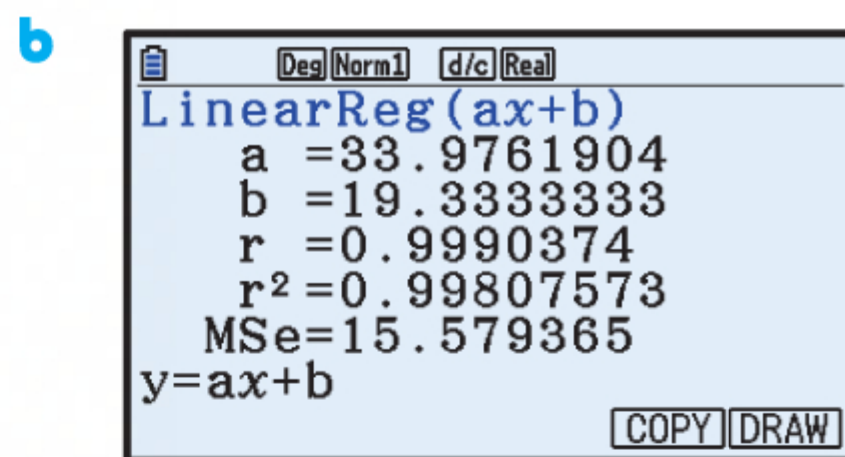 b
Deg Norm1 d/c Real
LinearReg(ax+b)
a =33.9761904
b =19.3333333
r =0.9990374
r²=0.99807573
MSe=15.579365
y=ax+b
COPY DRAW